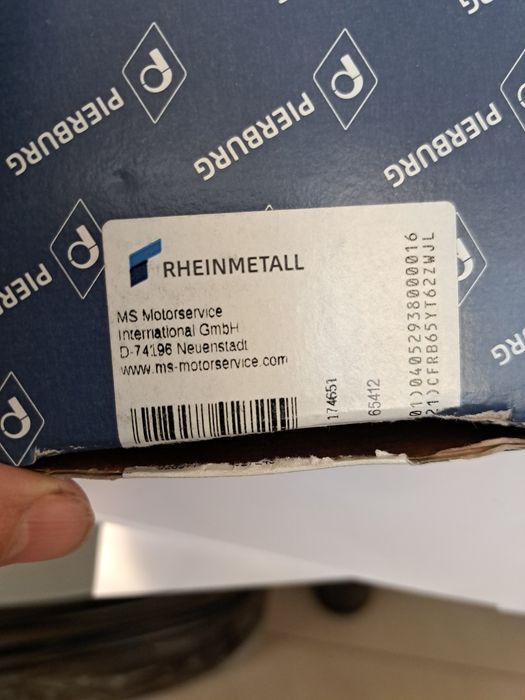 PIERBURG
PIERBURG
PIERBURG
PIERBURG
RHEINMETALL
MS Motorservice
International GmbH
D-74196 Neuenstadt
www.ms-motorservice.com
174651
65412
01)04052938000016
21)CFRB65YT62ZWJL